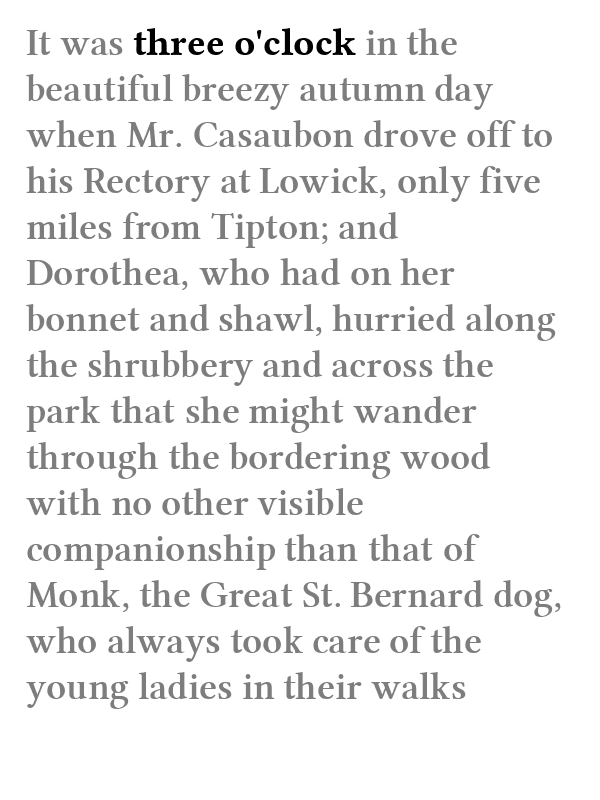 It was three o'clock in the
beautiful breezy autumn day
when Mr. Casaubon drove off to
his Rectory at Lowick, only five
miles from Tipton; and
Dorothea, who had on her
bonnet and shawl, hurried along
the shrubbery and across the
park that she might wander
through the bordering wood
with no other visible
companionship than that of
Monk, the Great St. Bernard dog,
who always took care of the
young ladies in their walks